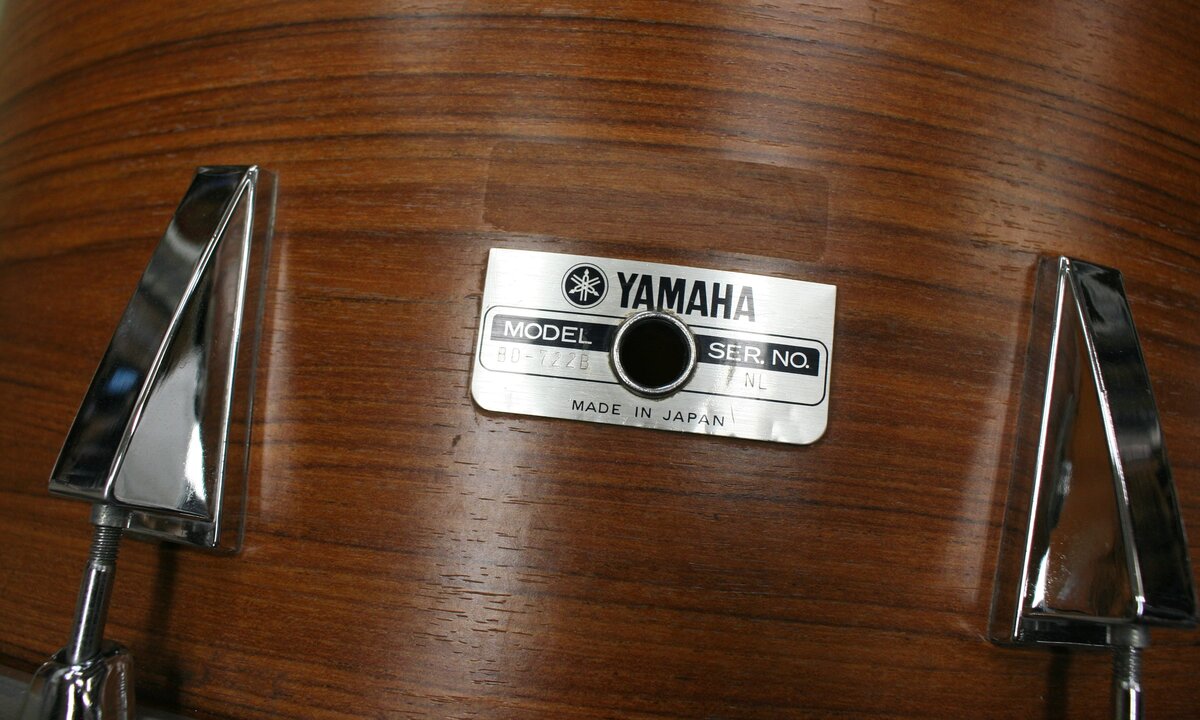 YAMAHA
MODEL SER. NO.
BD-722B NL
MADE IN JAPAN